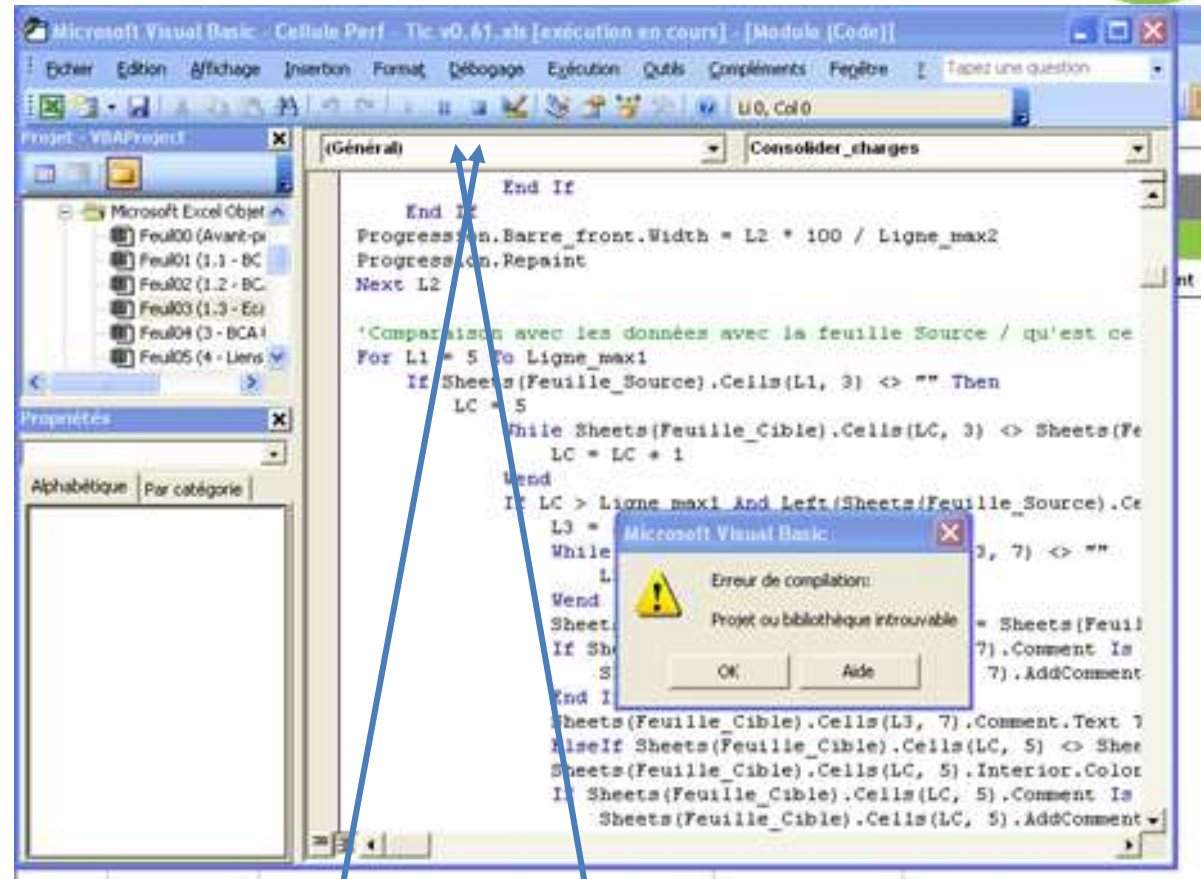 Microsoft Visual Basic - Cellule Perf - Tic v0.61.xls [exécution en cours] - [Module (Code)]
Fichier Edition Affichage Insertion Format Débogage Exécution Outils Compléments Fenêtre ? Tapez une question
Li 0, Col 0
Projet - VBAProject
(Général) Consolider_charges
Microsoft Excel Objet
Feuil00 (Avant-pr
Feuil01 (1.1 - BC
Feuil02 (1.2 - BC.
Feuil03 (1.3 - Eca
Feuil04 (3 - BCA
Feuil05 (4 - Liens
Propriétés
Alphabétique Par catégorie
End If
End If
Progression.Barre_front.Width = L2 * 100 / Ligne_max2
Progression.Repaint
Next L2
'Comparaison avec les données avec la feuille Source / qu'est ce
For L1 = 5 To Ligne_max1
If Sheets(Feuille_Source).Cells(L1, 3) <> "" Then
LC = 5
While Sheets(Feuille_Cible).Cells(LC, 3) <> Sheets(Fe
LC = LC + 1
Wend
If LC > Ligne_max1 And Left(Sheets(Feuille_Source).Ce
L3 =
While 3, 7) <> ""
L
Wend
Sheet = Sheets(Feuil
If She 7).Comment Is
S 7).AddComment
End I
Sheets(Feuille_Cible).Cells(L3, 7).Comment.Text T
ElseIf Sheets(Feuille_Cible).Cells(LC, 5) <> Shee
Sheets(Feuille_Cible).Cells(LC, 5).Interior.Color
If Sheets(Feuille_Cible).Cells(LC, 5).Comment Is
Sheets(Feuille_Cible).Cells(LC, 5).AddComment
Microsoft Visual Basic
Erreur de compilation:
Projet ou bibliothèque introuvable
OK Aide
nt